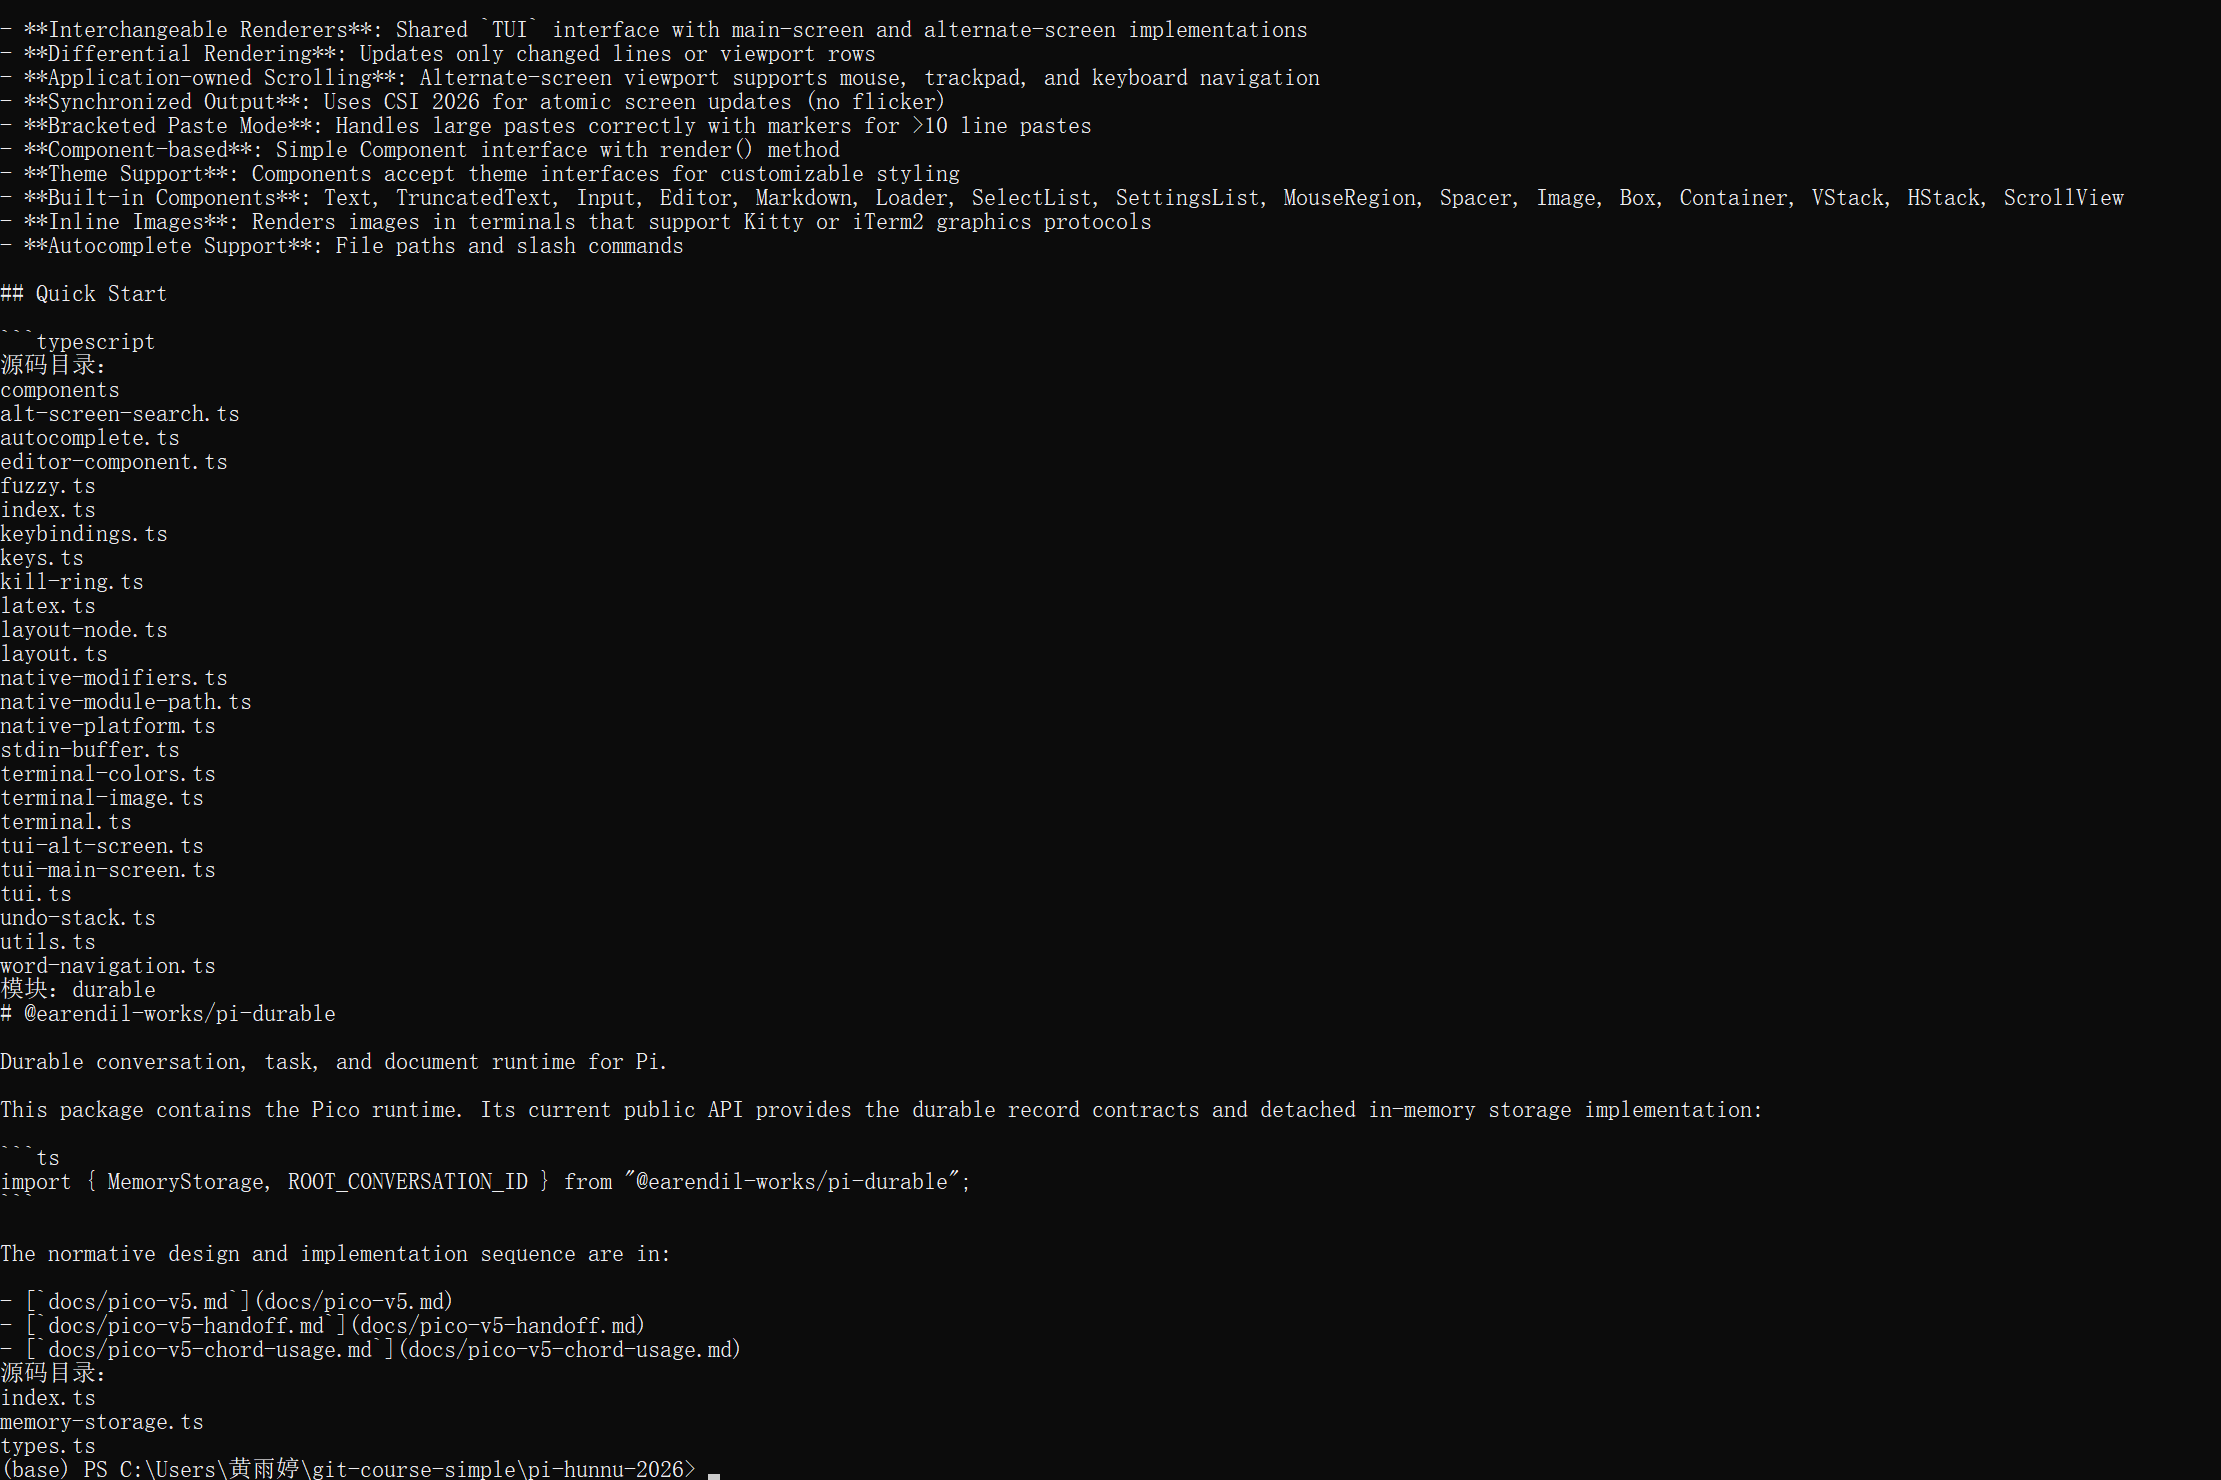 - **Interchangeable Renderers**: Shared `TUI` interface with main-screen and alternate-screen implementations
- **Differential Rendering**: Updates only changed lines or viewport rows
- **Application-owned Scrolling**: Alternate-screen viewport supports mouse, trackpad, and keyboard navigation
- **Synchronized Output**: Uses CSI 2026 for atomic screen updates (no flicker)
- **Bracketed Paste Mode**: Handles large pastes correctly with markers for >10 line pastes
- **Component-based**: Simple Component interface with render() method
- **Theme Support**: Components accept theme interfaces for customizable styling
- **Built-in Components**: Text, TruncatedText, Input, Editor, Markdown, Loader, SelectList, SettingsList, MouseRegion, Spacer, Image, Box, Container, VStack, HStack, ScrollView
- **Inline Images**: Renders images in terminals that support Kitty or iTerm2 graphics protocols
- **Autocomplete Support**: File paths and slash commands

## Quick Start

```typescript
源码目录：
components
alt-screen-search.ts
autocomplete.ts
editor-component.ts
fuzzy.ts
index.ts
keybindings.ts
keys.ts
kill-ring.ts
latex.ts
layout-node.ts
layout.ts
native-modifiers.ts
native-module-path.ts
native-platform.ts
stdin-buffer.ts
terminal-colors.ts
terminal-image.ts
terminal.ts
tui-alt-screen.ts
tui-main-screen.ts
tui.ts
undo-stack.ts
utils.ts
word-navigation.ts
模块：durable
# @earendil-works/pi-durable

Durable conversation, task, and document runtime for Pi.

This package contains the Pico runtime. Its current public API provides the durable record contracts and detached in-memory storage implementation:

```ts
import { MemoryStorage, ROOT_CONVERSATION_ID } from "@earendil-works/pi-durable";
```

The normative design and implementation sequence are in:

- [`docs/pico-v5.md`](docs/pico-v5.md)
- [`docs/pico-v5-handoff.md`](docs/pico-v5-handoff.md)
- [`docs/pico-v5-chord-usage.md`](docs/pico-v5-chord-usage.md)
源码目录：
index.ts
memory-storage.ts
types.ts
(base) PS C:\Users\黄雨婷\git-course-simple\pi-hunnu-2026>